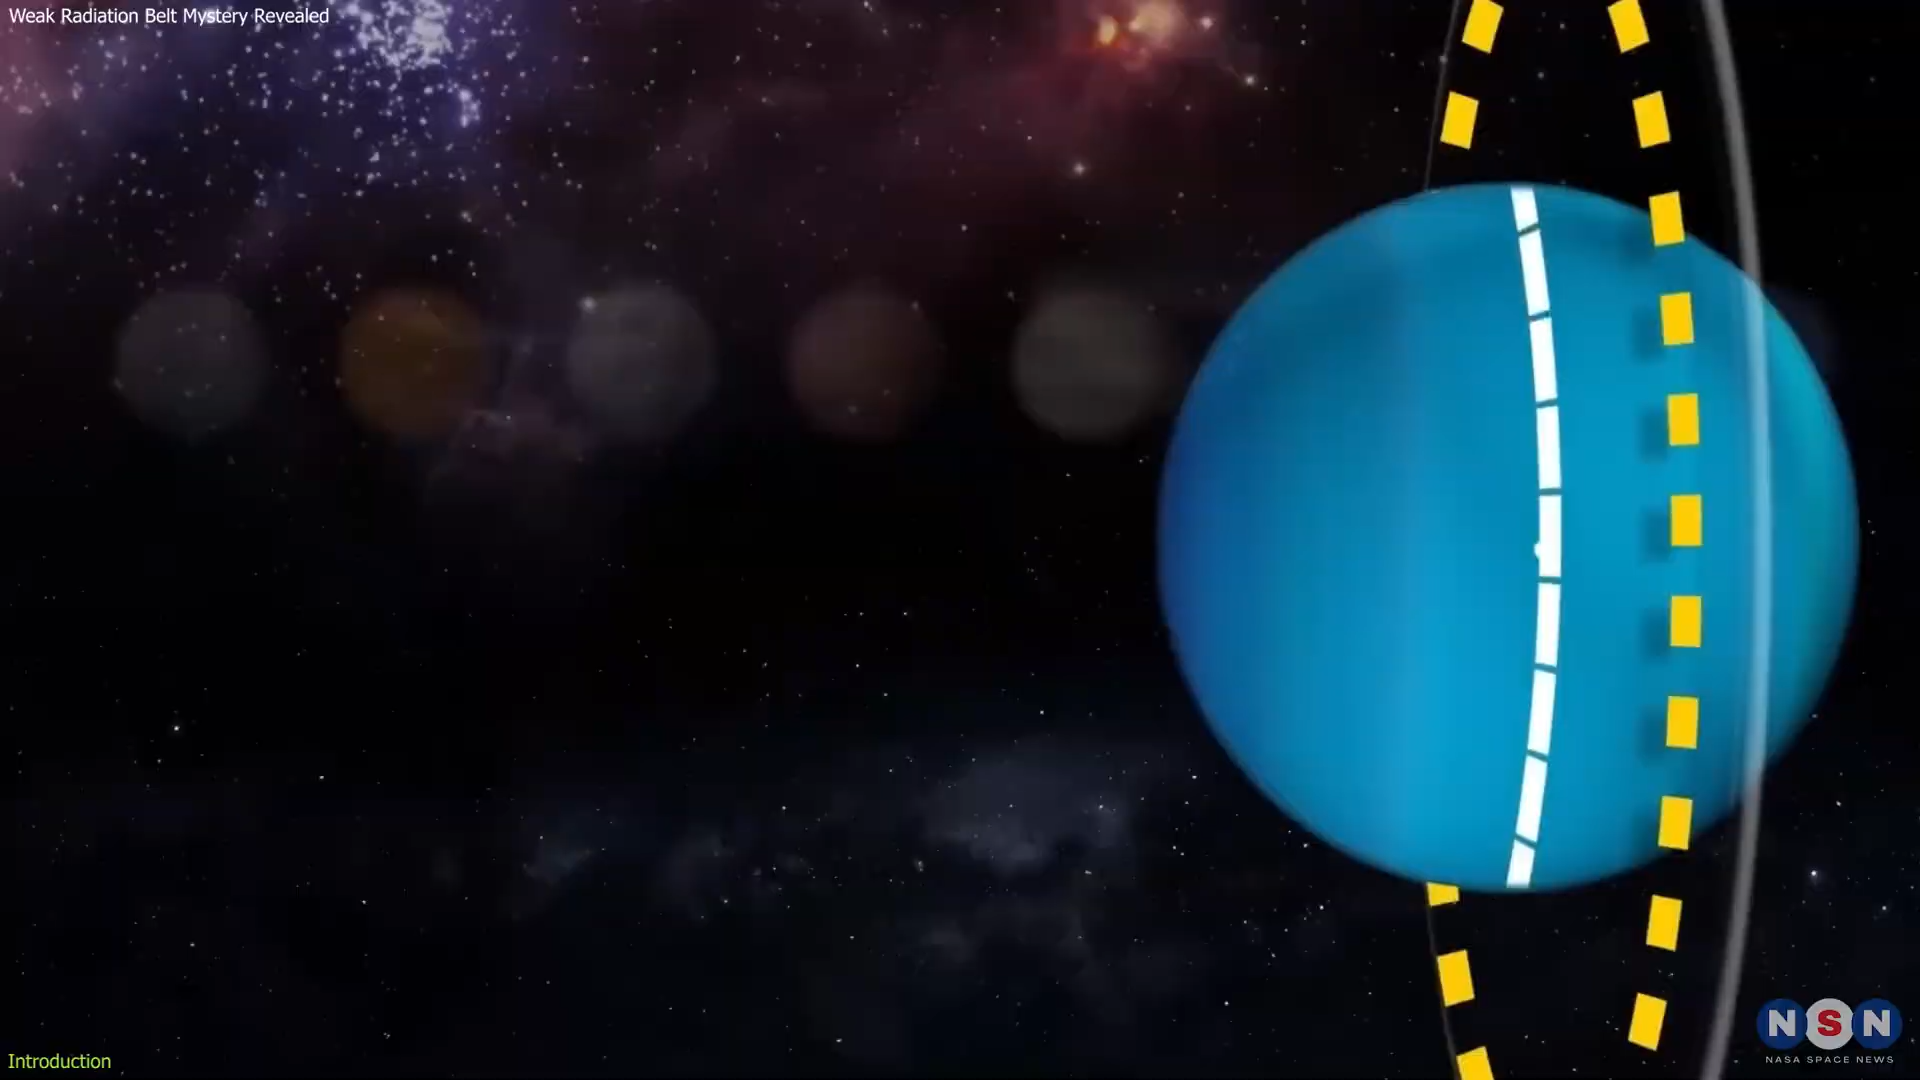 Weak Radiation Belt Mystery Revealed
Introduction
NSN
NASA SPACE NEWS